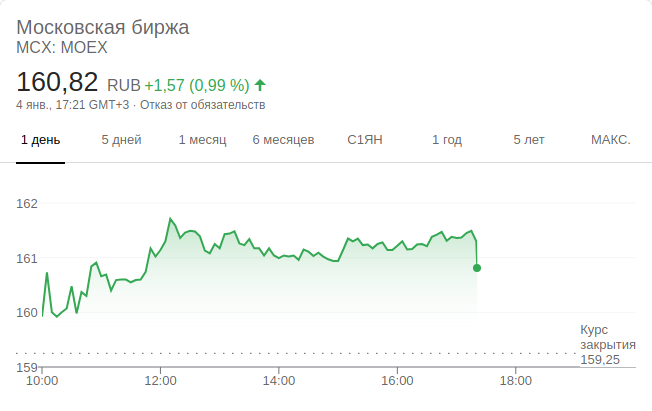 Московская биржа
MCX: MOEX
160,82 RUB +1,57 (0,99 %)
4 янв., 17:21 GMT+3 · Отказ от обязательств
1 день 5 дней 1 месяц 6 месяцев С1ЯН 1 год 5 лет МАКС.
162
161
160
Курс
закрытия
159,25
159
10:00 12:00 14:00 16:00 18:00